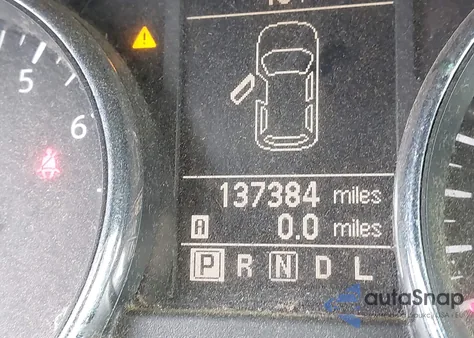 5
6
137384 miles
A 0.0 miles
P R N D L
autoSnap